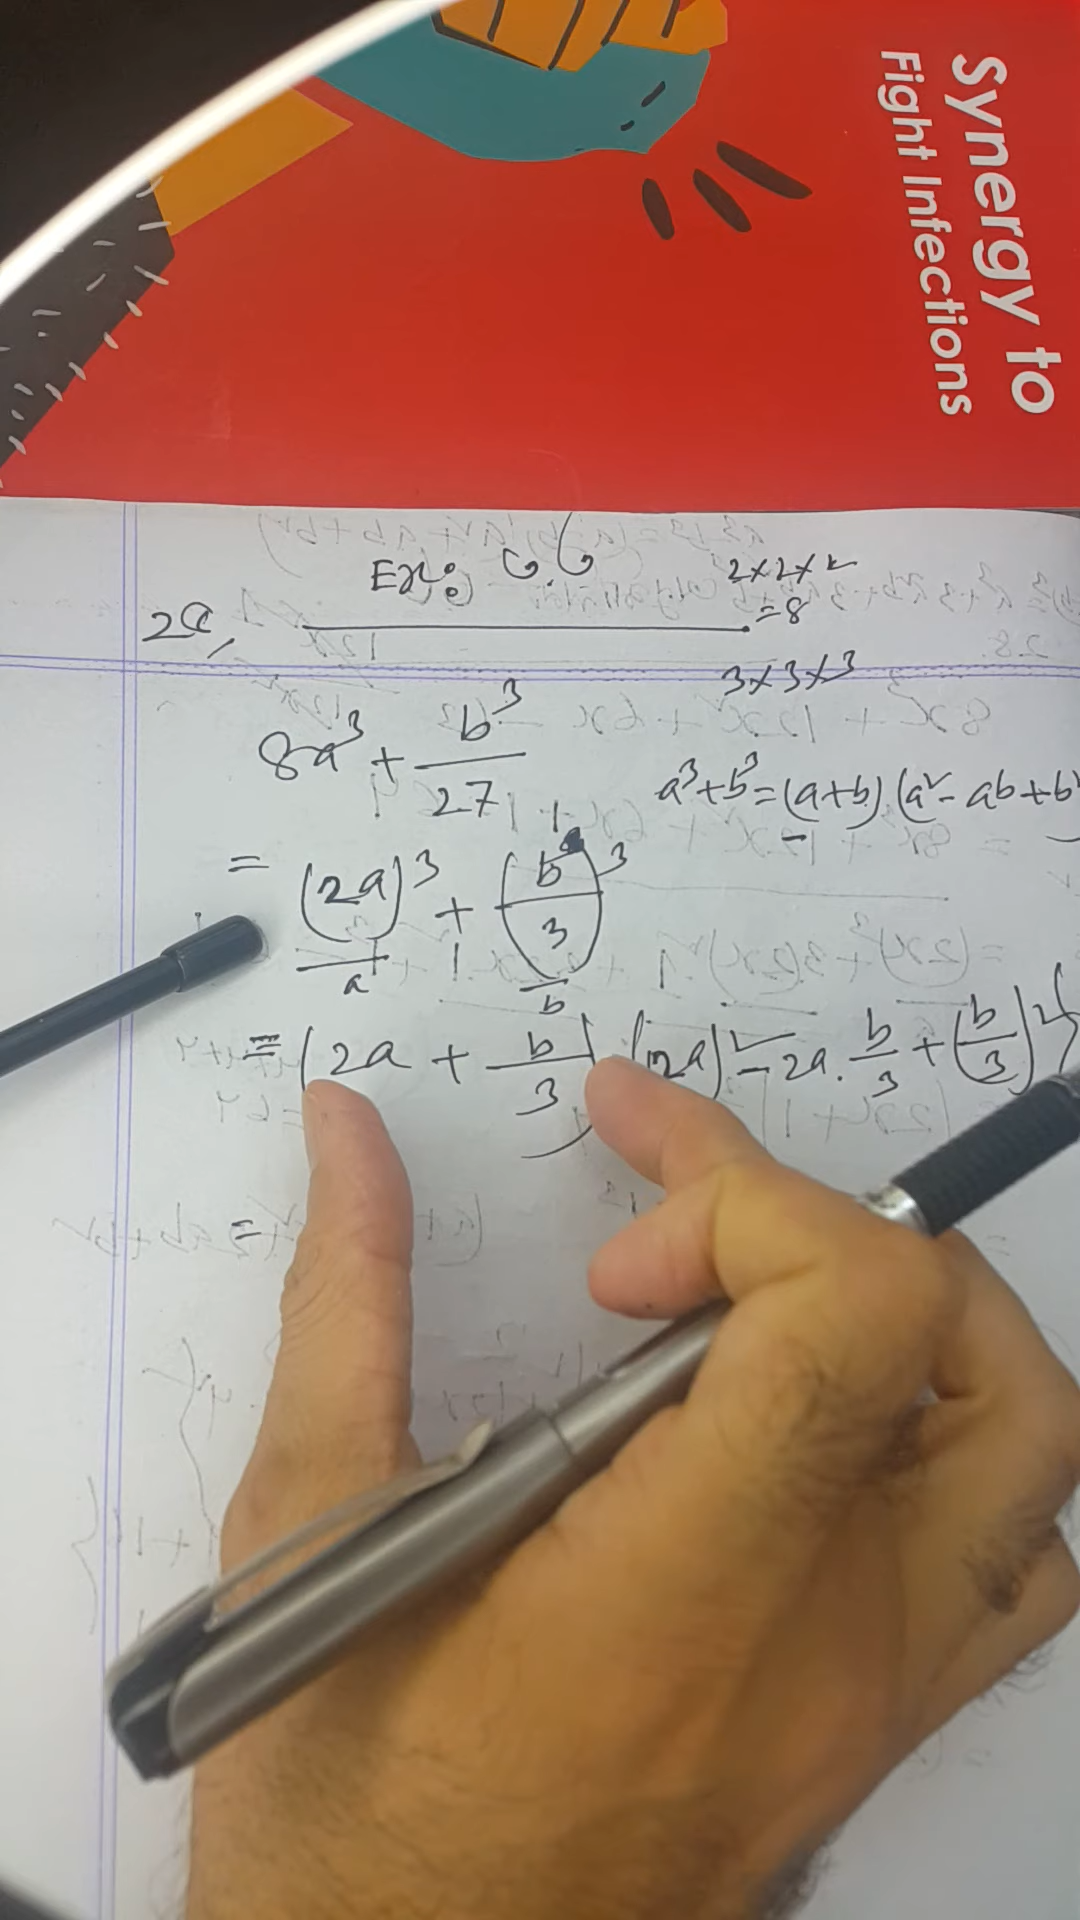 Synergy to
Fight Infections
Ex: 6.6
2×2×2
=8
2C,
3×3×3
8a³ + b³/27
a³+b³=(a+b)(a²-ab+b²
= (2a)³ + (b/3)³
a
b
= (2a + b/3) {(2a)² - 2a. b/3 + (b/3)²}
=